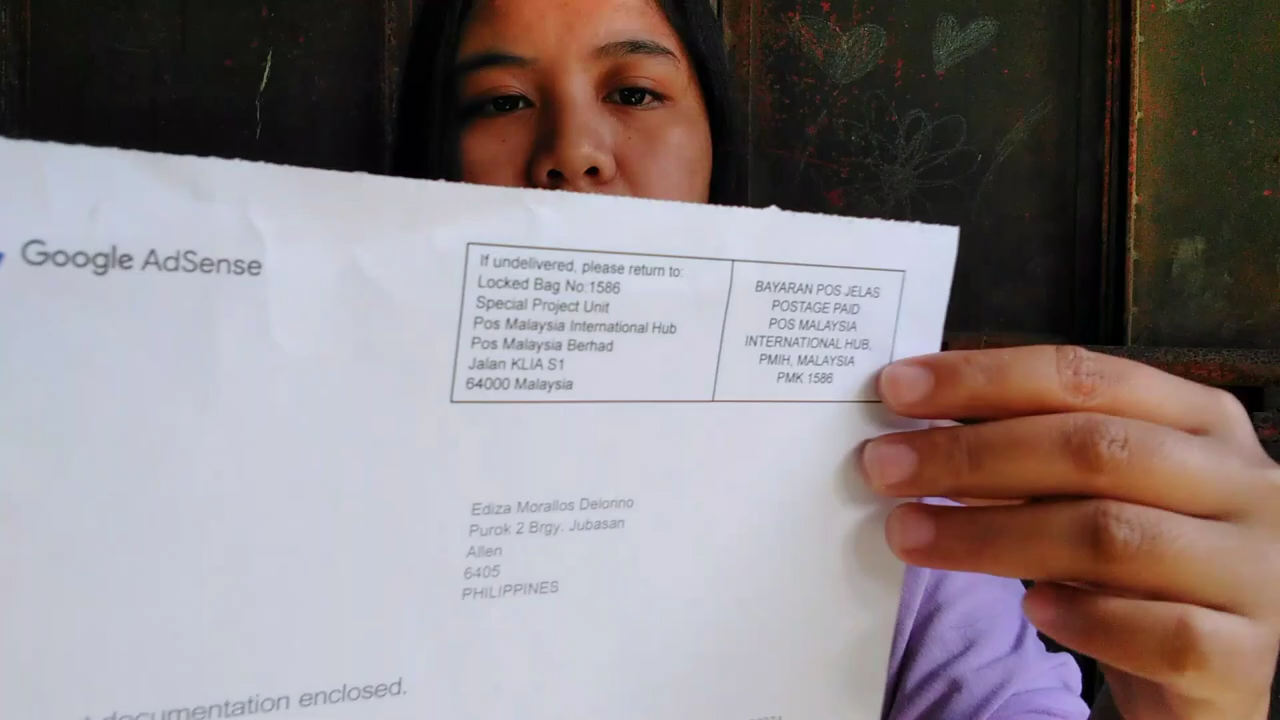 Google AdSense
If undelivered, please return to:
Locked Bag No:1586
Special Project Unit
Pos Malaysia International Hub
Pos Malaysia Berhad
Jalan KLIA S1
64000 Malaysia
BAYARAN POS JELAS
POSTAGE PAID
POS MALAYSIA
INTERNATIONAL HUB,
PMIH, MALAYSIA
PMK 1586
Ediza Morallos Delonno
Purok 2 Brgy. Jubasan
Allen
6405
PHILIPPINES
documentation enclosed.